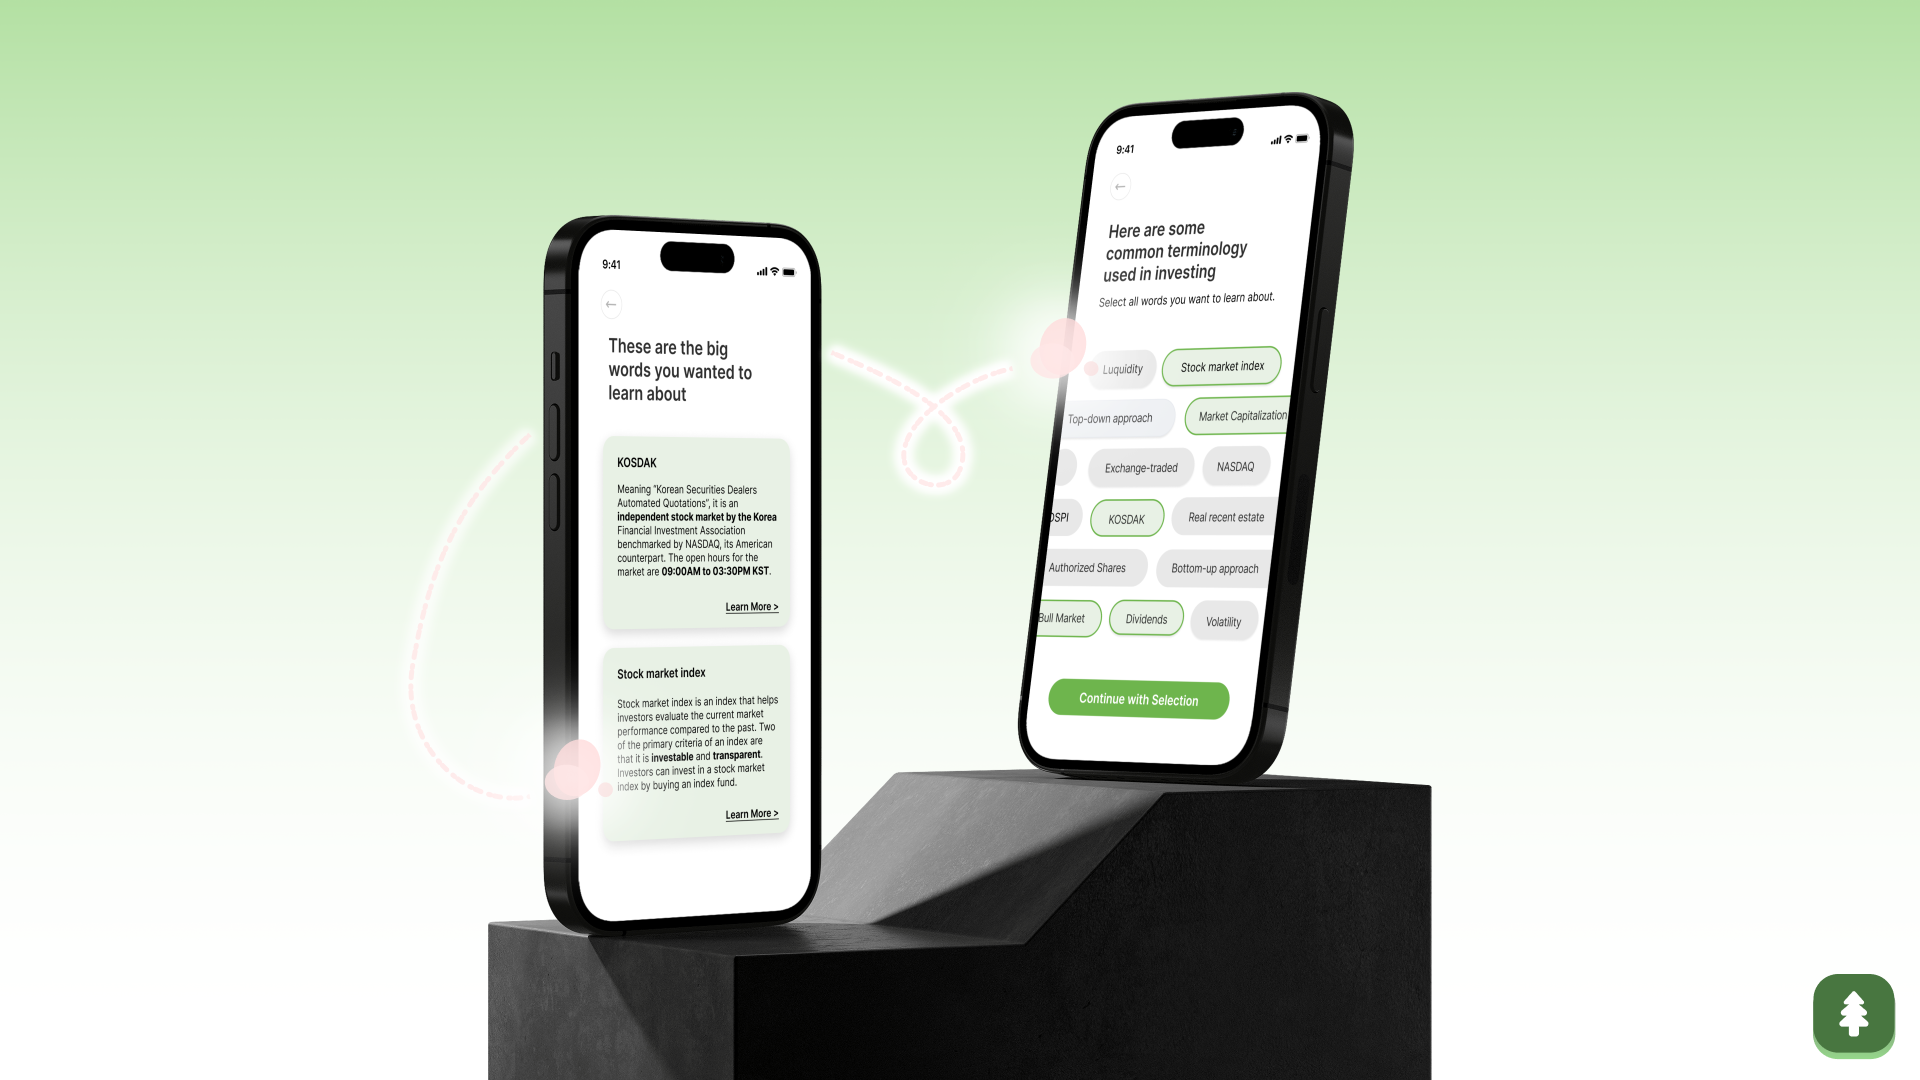 9:41
These are the big
words you wanted to
learn about
KOSDAK
Meaning “Korean Securities Dealers
Automated Quotations”, it is an
independent stock market by the Korea
Financial Investment Association
benchmarked by NASDAQ, its American
counterpart. The open hours for the
market are 09:00AM to 03:30PM KST.
Learn More >
Stock market index
Stock market index is an index that helps
investors evaluate the current market
performance compared to the past. Two
of the primary criteria of an index are
that it is investable and transparent.
Investors can invest in a stock market
index by buying an index fund.
Learn More >
9:41
Here are some
common terminology
used in investing
Select all words you want to learn about.
Luquidity Stock market index
Top-down approach Market Capitalization
Exchange-traded NASDAQ
OSPI KOSDAK Real recent estate
Authorized Shares Bottom-up approach
Bull Market Dividends Volatility
Continue with Selection